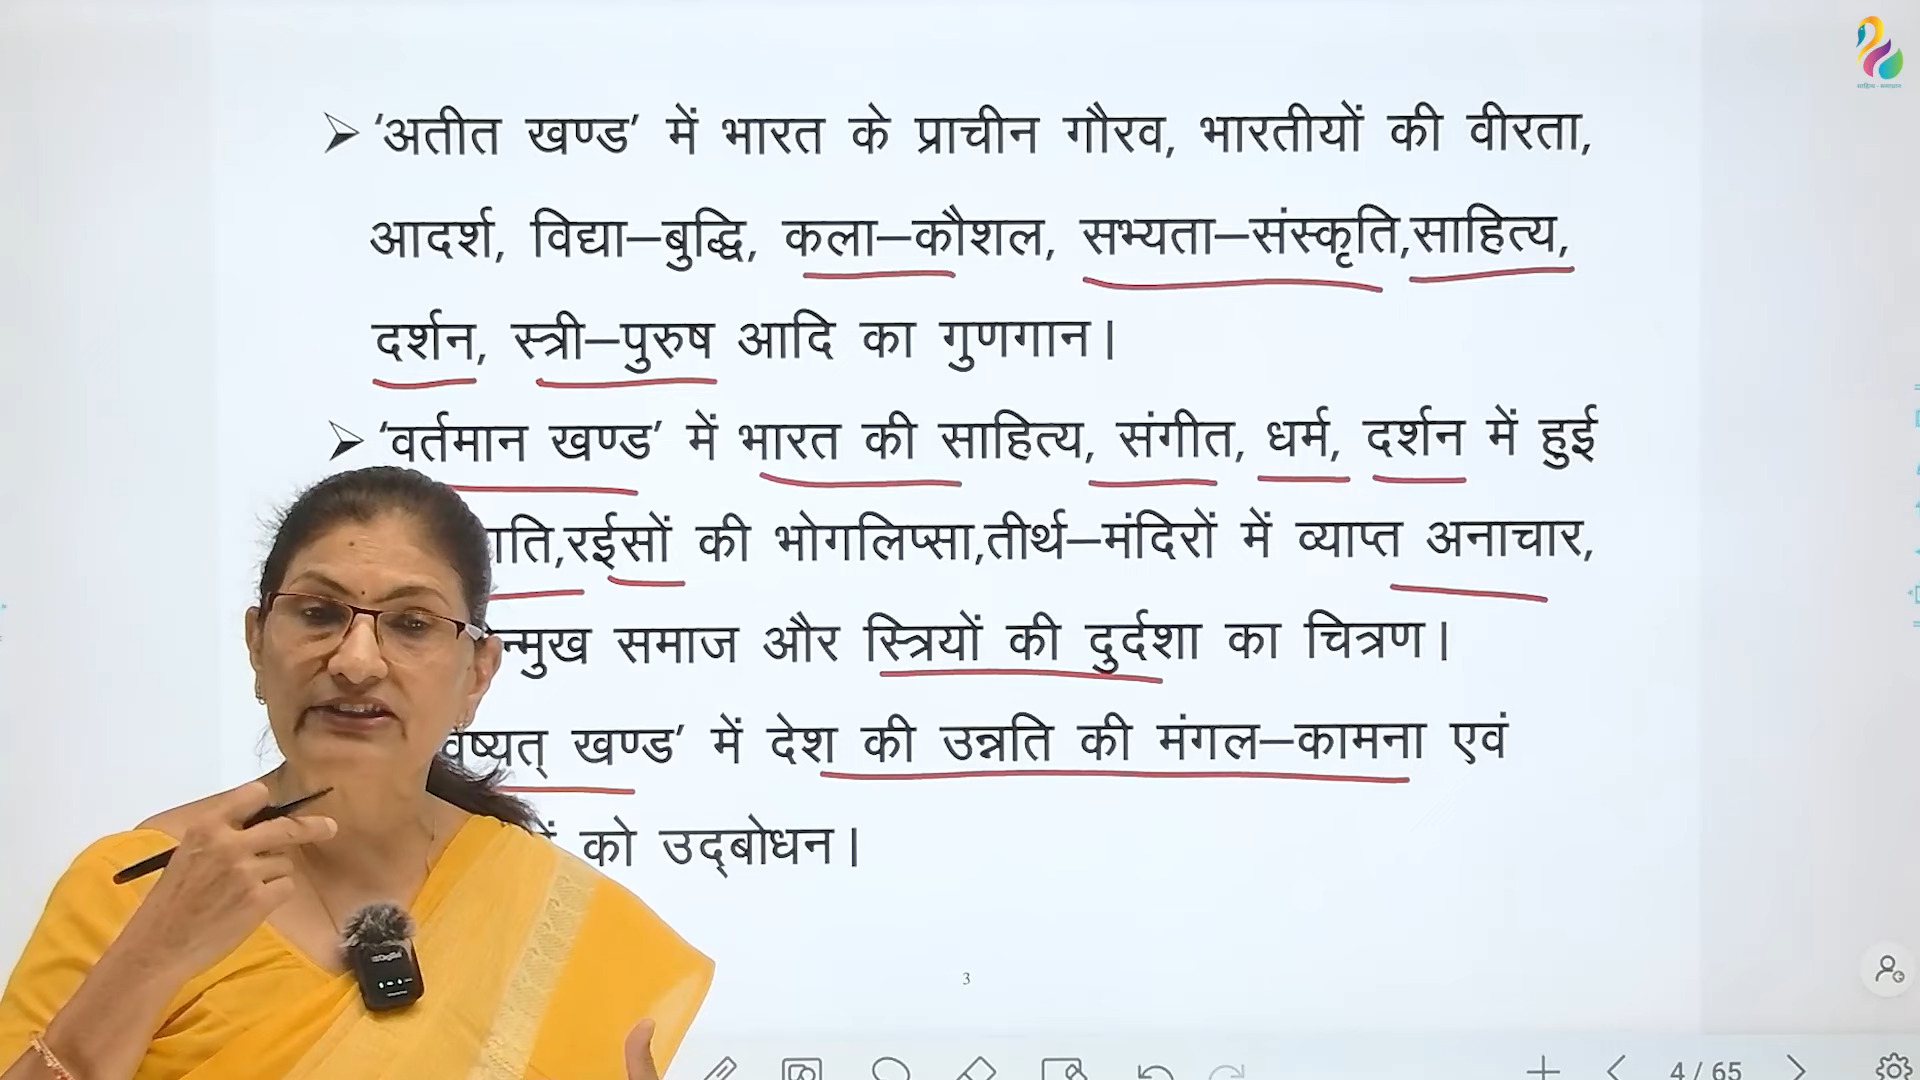 ‘अतीत खण्ड’ में भारत के प्राचीन गौरव, भारतीयों की वीरता,
आदर्श, विद्या–बुद्धि, कला–कौशल, सभ्यता–संस्कृति,साहित्य,
दर्शन, स्त्री–पुरुष आदि का गुणगान।
‘वर्तमान खण्ड’ में भारत की साहित्य, संगीत, धर्म, दर्शन में हुई
रईसों की भोगलिप्सा,तीर्थ–मंदिरों में व्याप्त अनाचार,
समाज और स्त्रियों की दुर्दशा का चित्रण।
खण्ड’ में देश की उन्नति की मंगल–कामना एवं
को उद्बोधन।
3
4 / 65